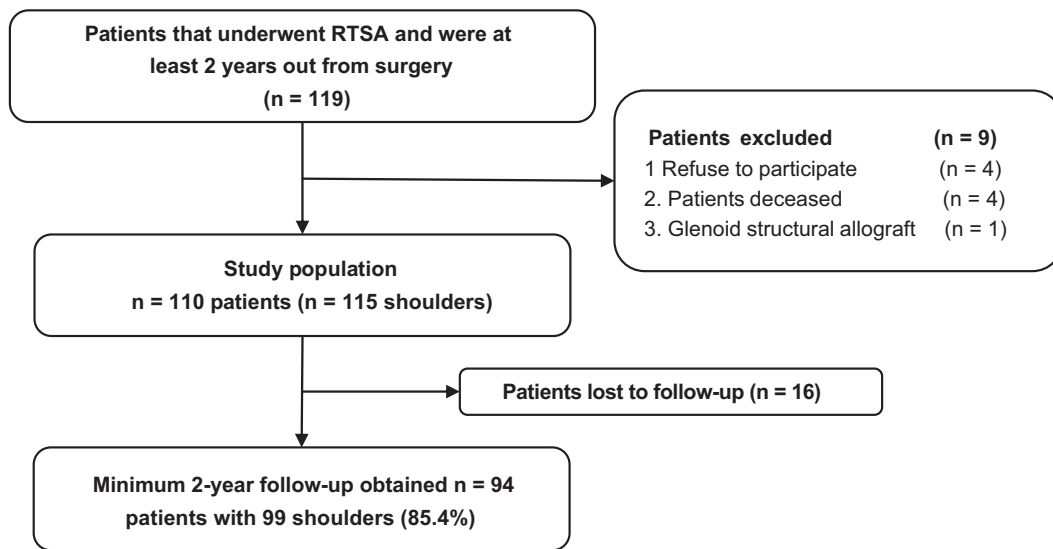 Patients that underwent RTSA and were at
least 2 years out from surgery
(n = 119)
Patients excluded (n = 9)
1 Refuse to participate (n = 4)
2. Patients deceased (n = 4)
3. Glenoid structural allograft (n = 1)
Study population
n = 110 patients (n = 115 shoulders)
Patients lost to follow-up (n = 16)
Minimum 2-year follow-up obtained n = 94
patients with 99 shoulders (85.4%)